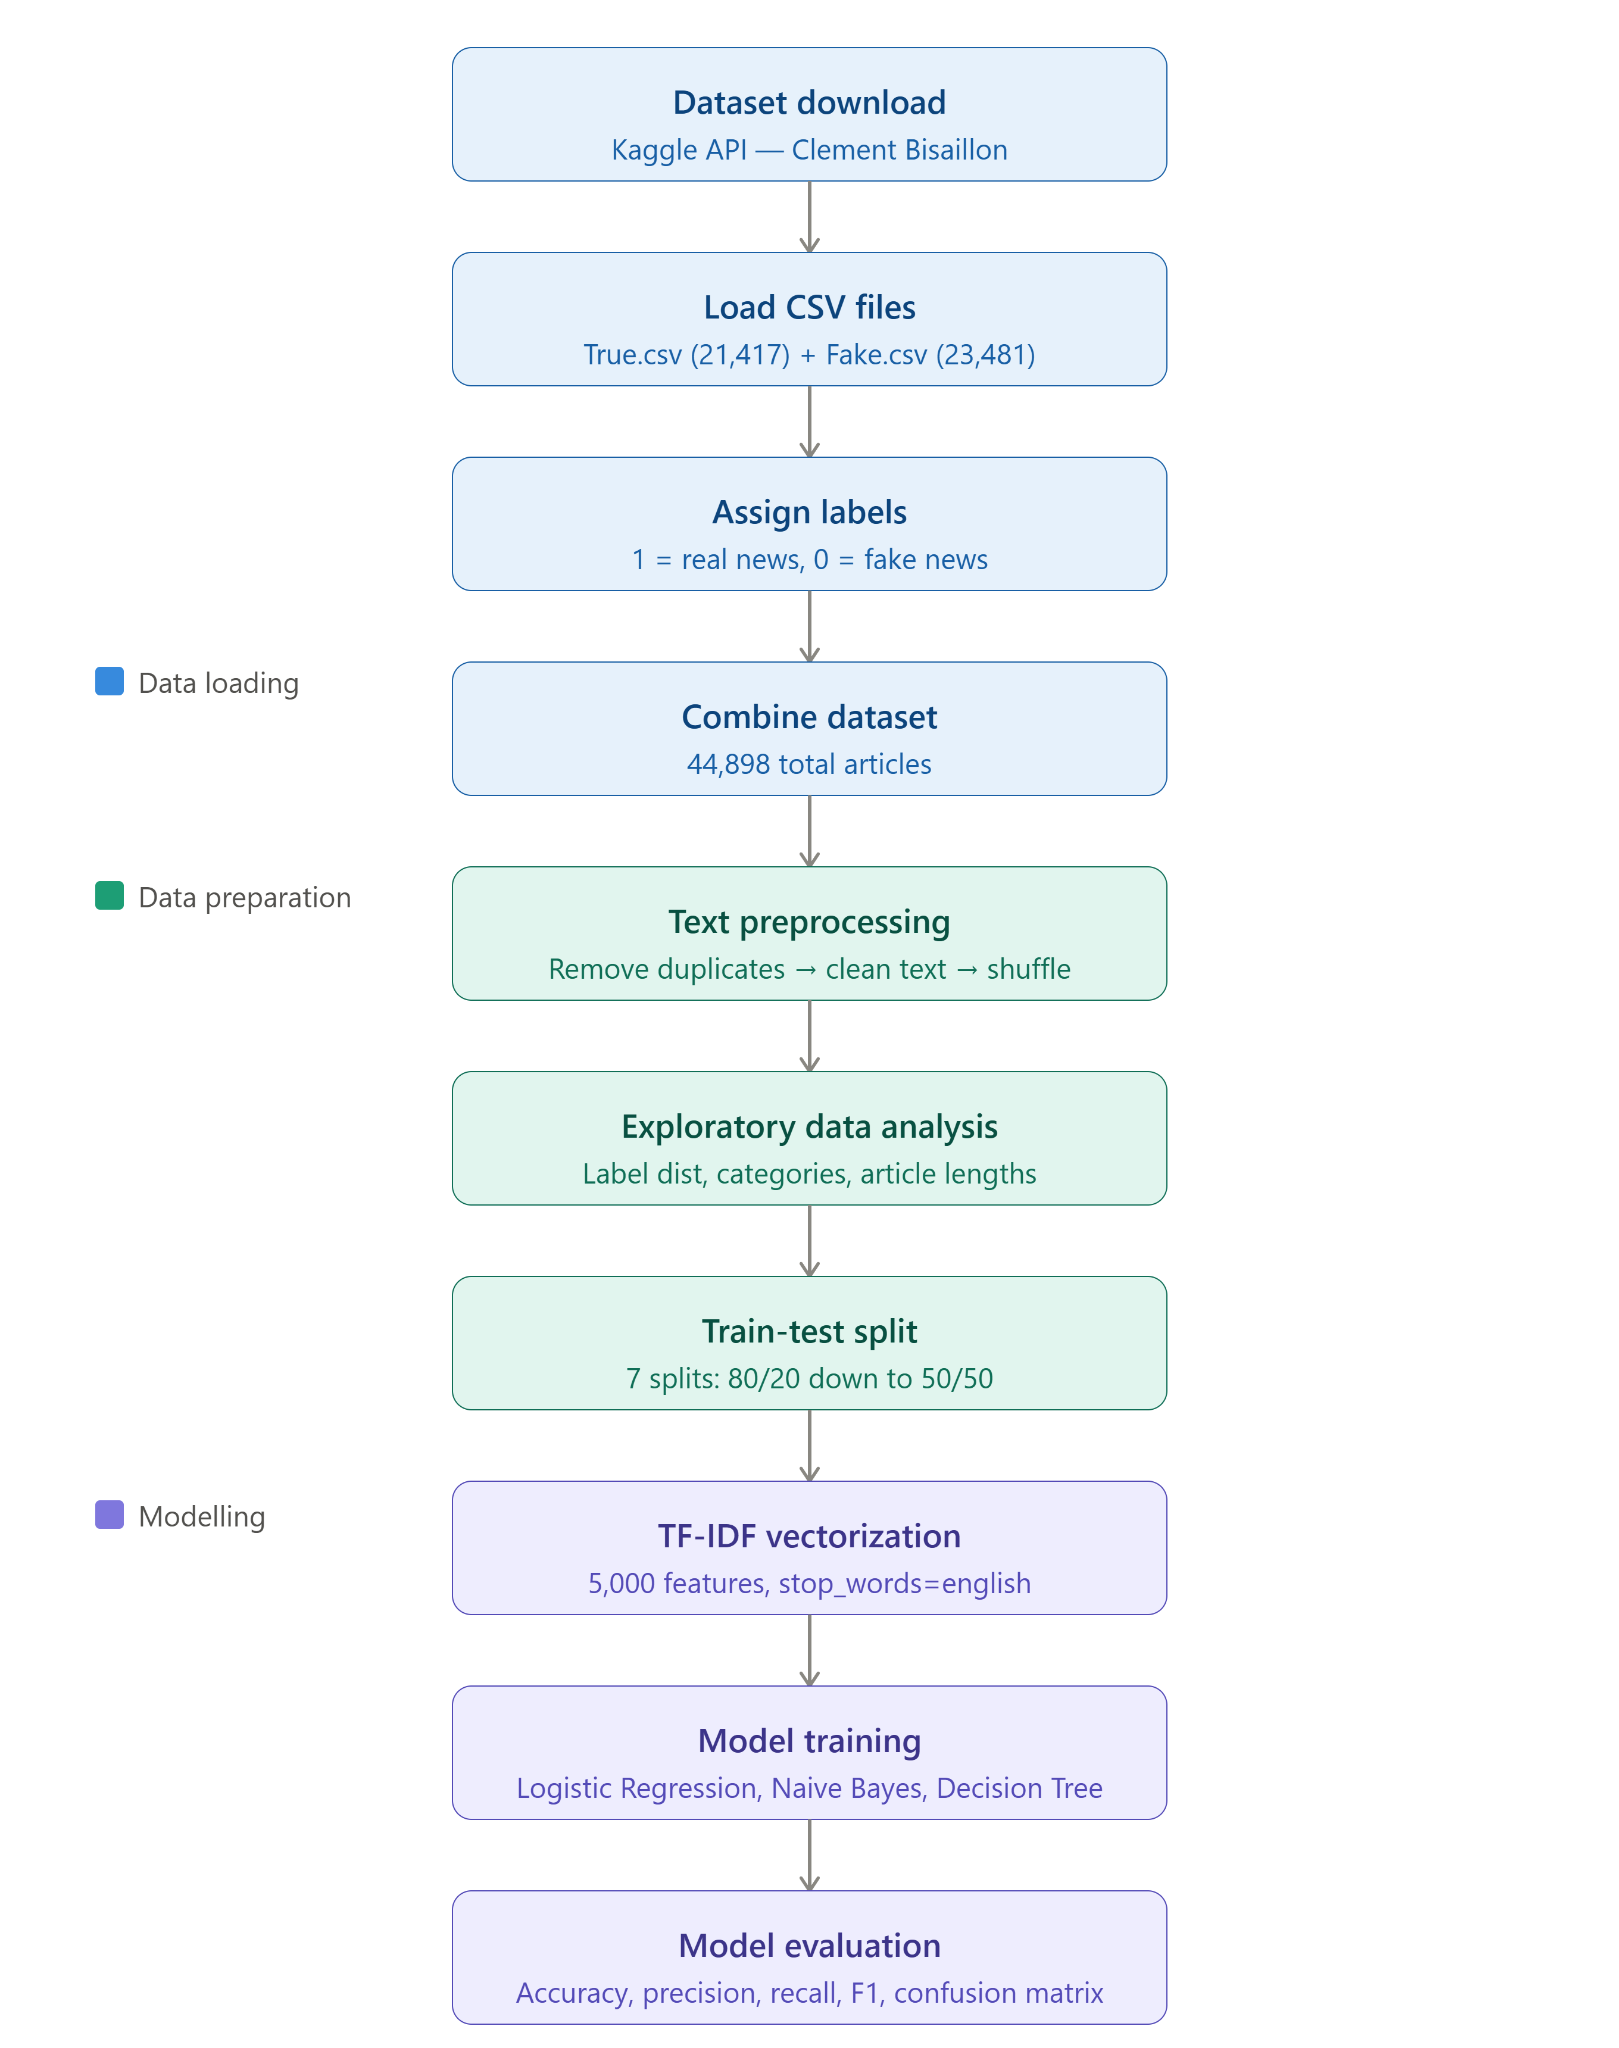 Dataset download
Kaggle API — Clement Bisaillon
Load CSV files
True.csv (21,417) + Fake.csv (23,481)
Assign labels
1 = real news, 0 = fake news
Data loading
Combine dataset
44,898 total articles
Data preparation
Text preprocessing
Remove duplicates → clean text → shuffle
Exploratory data analysis
Label dist, categories, article lengths
Train-test split
7 splits: 80/20 down to 50/50
Modelling
TF-IDF vectorization
5,000 features, stop_words=english
Model training
Logistic Regression, Naive Bayes, Decision Tree
Model evaluation
Accuracy, precision, recall, F1, confusion matrix